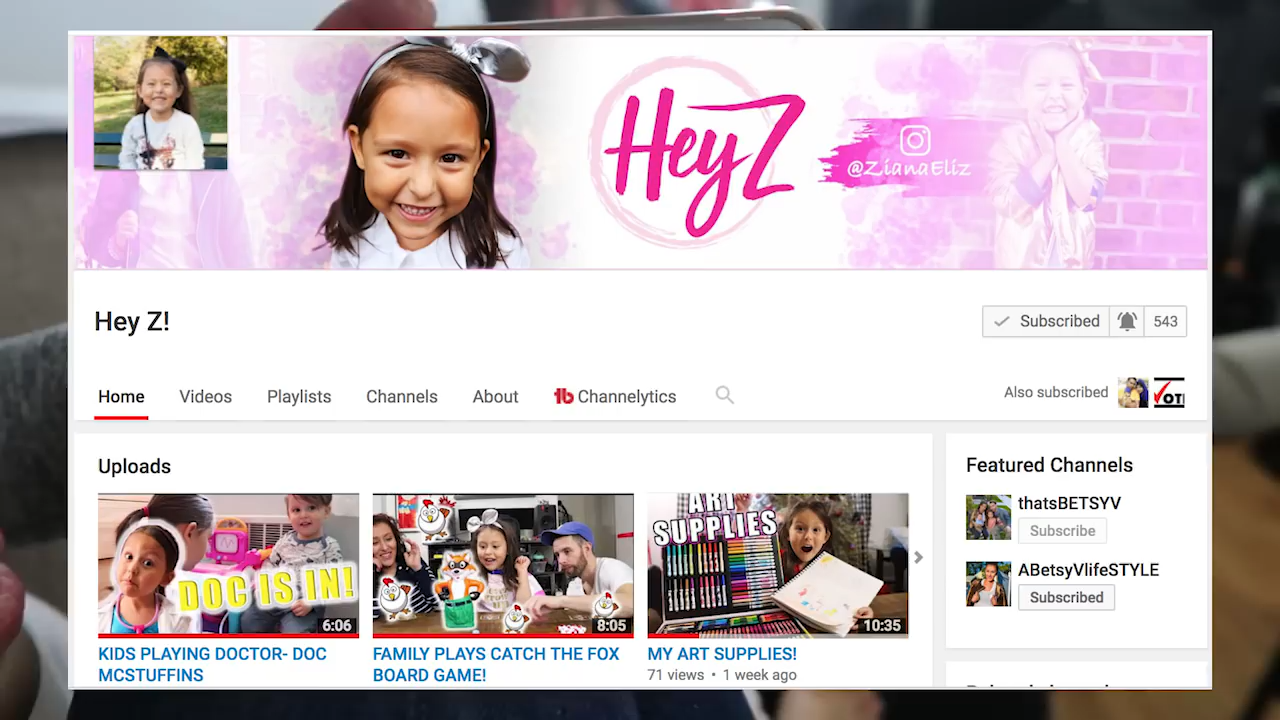 Hey Z
@ZianaEliz
Hey Z!
Subscribed
543
Home
Videos
Playlists
Channels
About
Channelytics
Also subscribed
Uploads
DOC IS IN!
6:06
KIDS PLAYING DOCTOR- DOC
MCSTUFFINS
8:05
FAMILY PLAYS CATCH THE FOX
BOARD GAME!
ART
SUPPLIES
10:35
MY ART SUPPLIES!
71 views • 1 week ago
Featured Channels
thatsBETSYV
Subscribe
ABetsyVlifeSTYLE
Subscribed